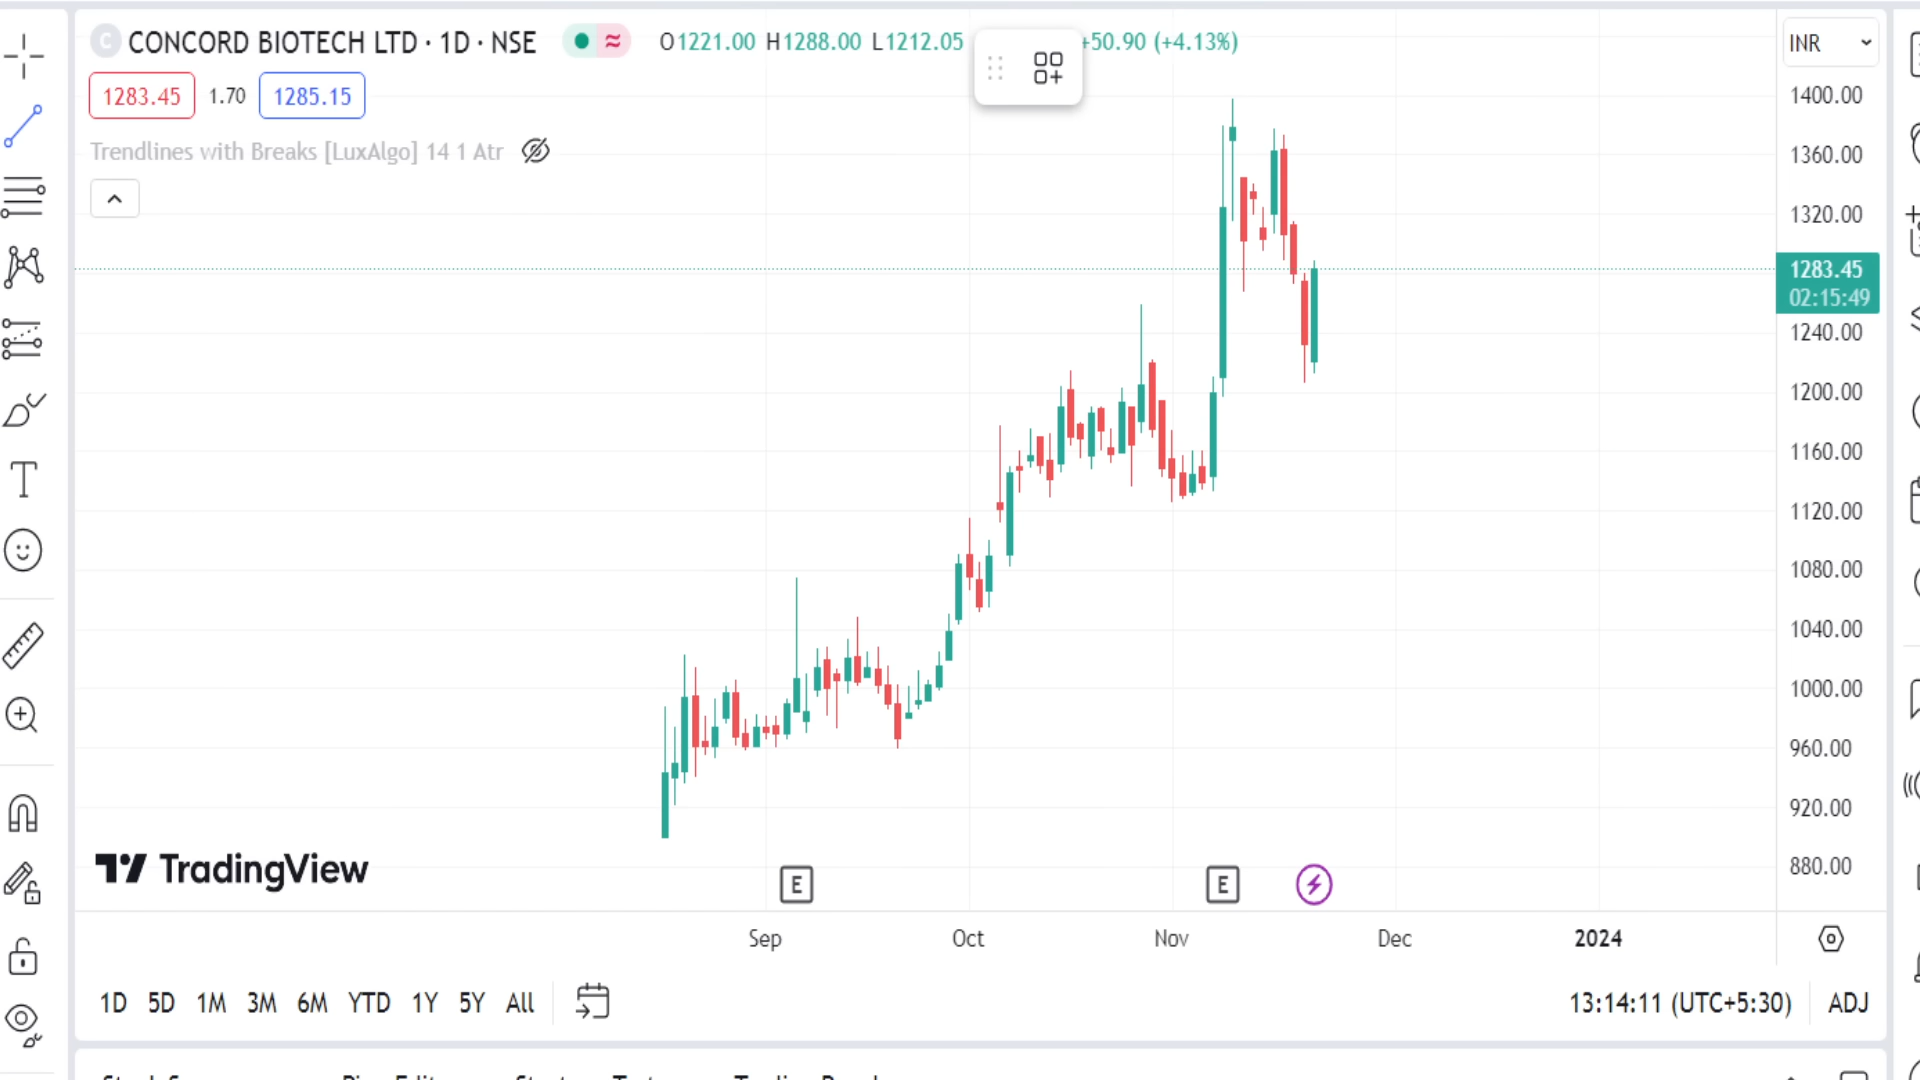 CONCORD BIOTECH LTD · 1D · NSE
O1221.00 H1288.00 L1212.05 +50.90 (+4.13%)
INR
1283.45 1.70 1285.15
Trendlines with Breaks [LuxAlgo] 14 1 Atr
1400.00
1360.00
1320.00
1283.45
02:15:49
1240.00
1200.00
1160.00
1120.00
1080.00
1040.00
1000.00
960.00
920.00
880.00
TradingView
E E
Sep Oct Nov Dec 2024
1D 5D 1M 3M 6M YTD 1Y 5Y All
13:14:11 (UTC+5:30) ADJ